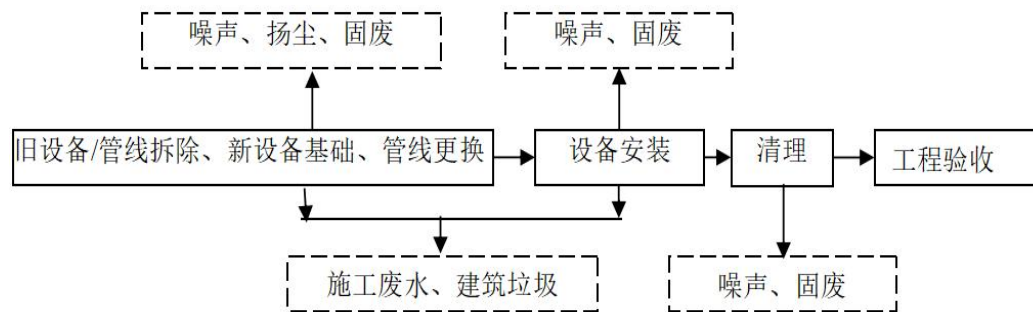 噪声、扬尘、固废
噪声、固废
旧设备/管线拆除、新设备基础、管线更换
设备安装
清理
工程验收
施工废水、建筑垃圾
噪声、固废